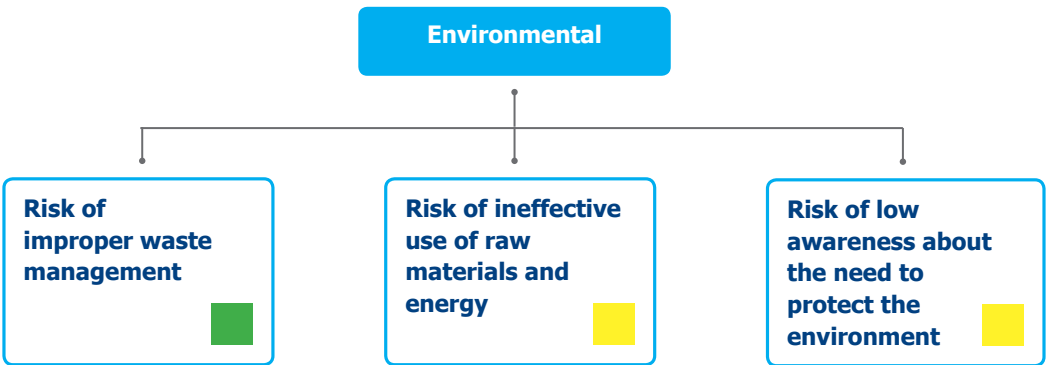 Environmental
Risk of
improper waste
management
Risk of ineffective
use of raw
materials and
energy
Risk of low
awareness about
the need to
protect the
environment